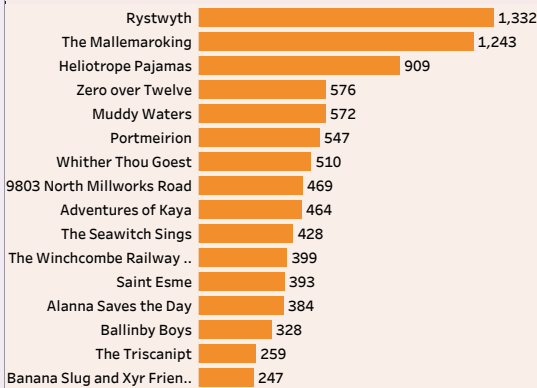 Rystwyth 1,332
The Mallemaroking 1,243
Heliotrope Pajamas 909
Zero over Twelve 576
Muddy Waters 572
Portmeirion 547
Whither Thou Goest 510
9803 North Millworks Road 469
Adventures of Kaya 464
The Seawitch Sings 428
The Winchcombe Railway .. 399
Saint Esme 393
Alanna Saves the Day 384
Ballinby Boys 328
The Triscanipt 259
Banana Slug and Xyr Frien.. 247